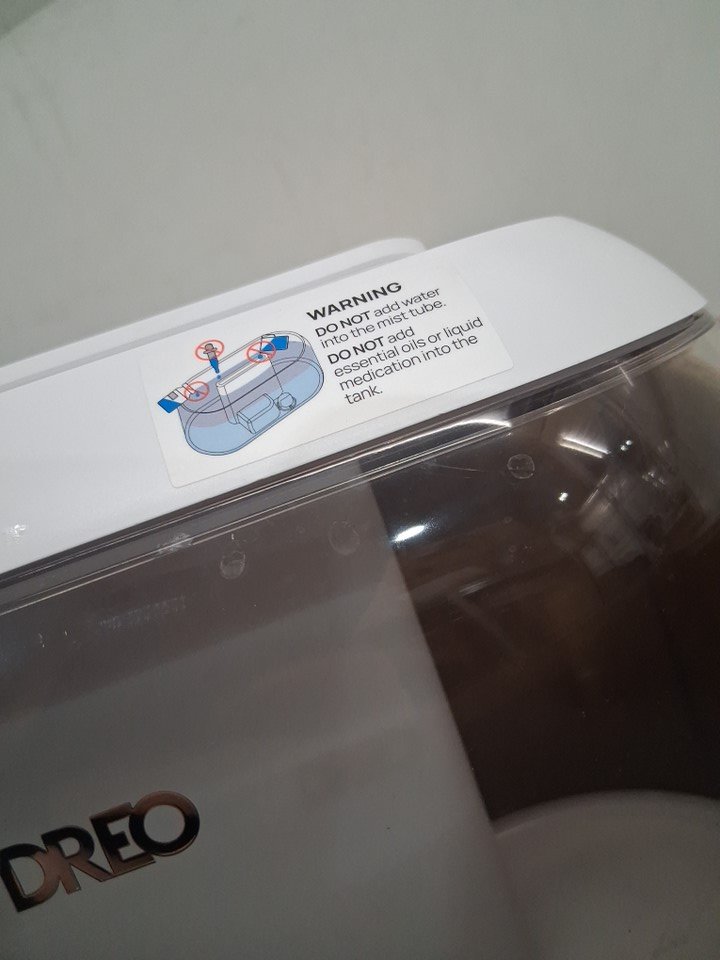 WARNING
DO NOT add water
into the mist tube.
DO NOT add
essential oils or liquid
medication into the
tank.
DREO